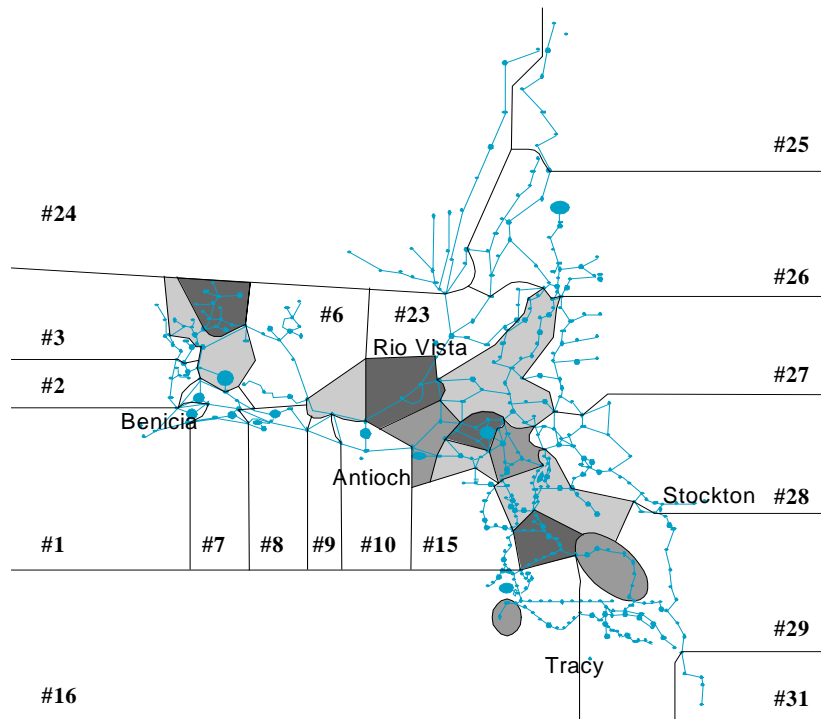 #25
#24
#26
#6 #23
#3
Rio Vista
#27
#2
Benicia
Antioch
Stockton
#28
#1 #7 #8 #9 #10 #15
#29
Tracy
#16 #31